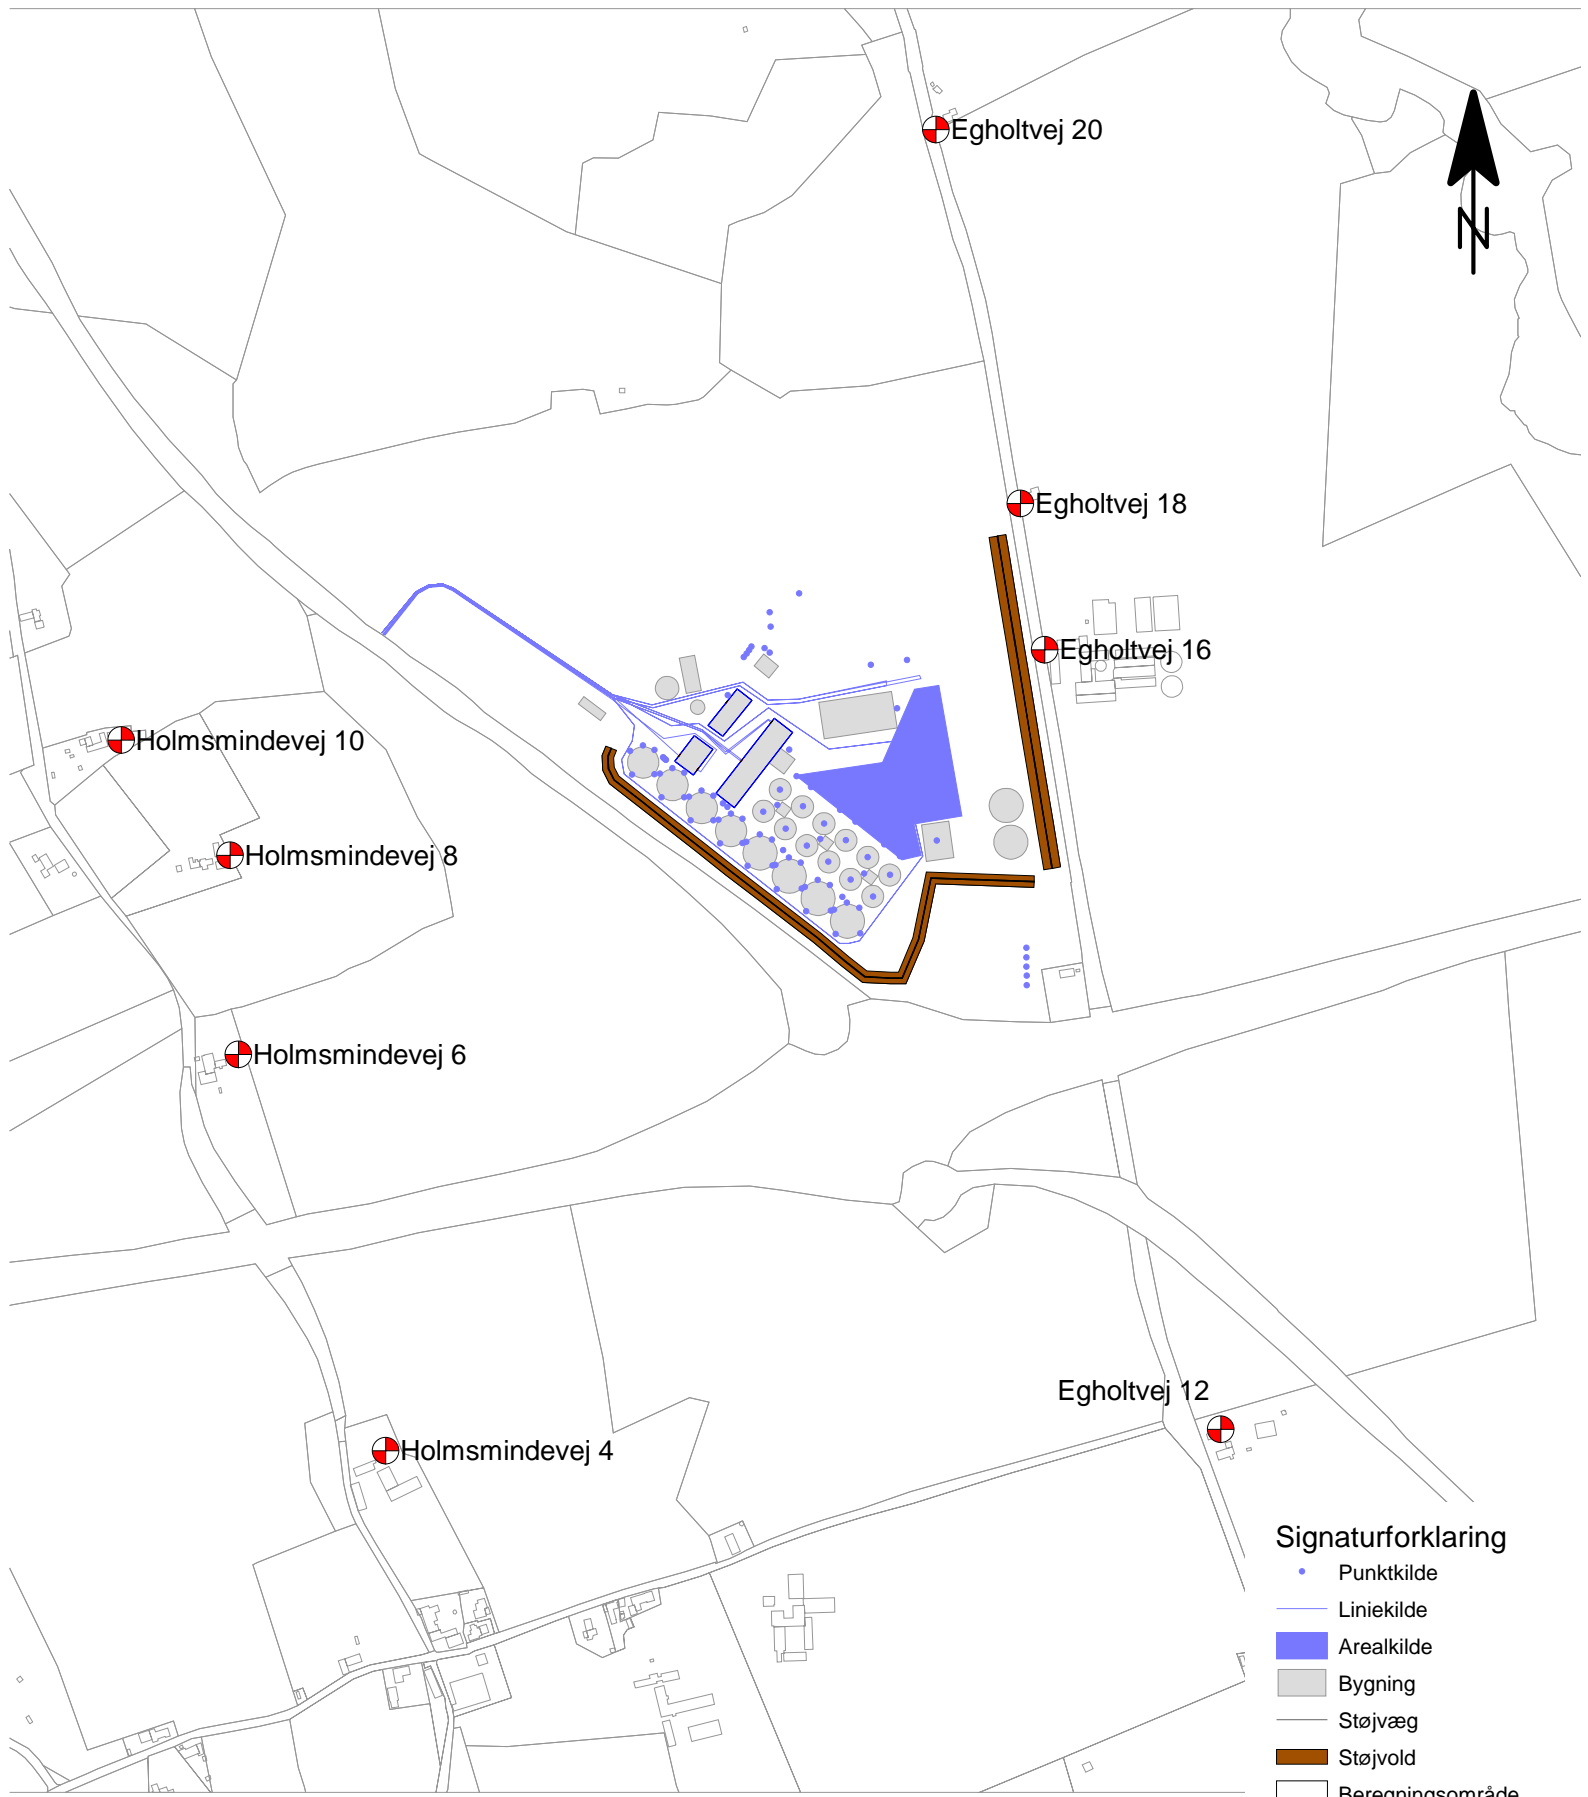 Egholtvej 20
N
Egholtvej 18
Egholtvej 16
Holmsmindevej 10
Holmsmindevej 8
Holmsmindevej 6
Egholtvej 12
Holmsmindevej 4
Signaturforklaring
Punktkilde
Liniekilde
Arealkilde
Bygning
Støjvæg
Støjvold
Beregningsområde